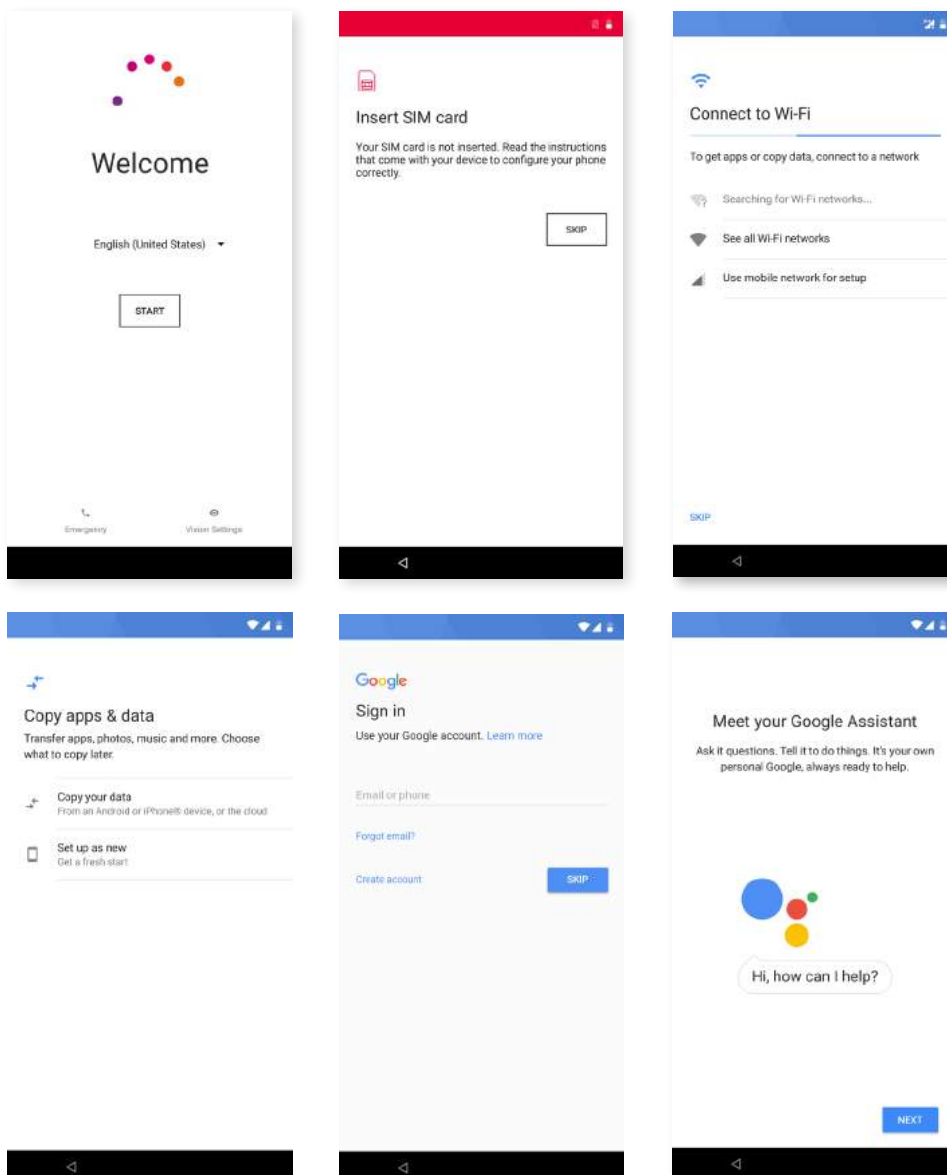 Welcome
English (United States)
START
Emergency
Vision Settings
Insert SIM card
Your SIM card is not inserted. Read the instructions
that come with your device to configure your phone
correctly.
SKIP
Connect to Wi-Fi
To get apps or copy data, connect to a network
Searching for Wi-Fi networks...
See all Wi-Fi networks
Use mobile network for setup
SKIP
Copy apps & data
Transfer apps, photos, music and more. Choose
what to copy later.
Copy your data
From an Android or iPhone® device, or the cloud
Set up as new
Get a fresh start
Google
Sign in
Use your Google account. Learn more
Email or phone
Forgot email?
Create account
SKIP
Meet your Google Assistant
Ask it questions. Tell it to do things. It's your own
personal Google, always ready to help.
Hi, how can I help?
NEXT